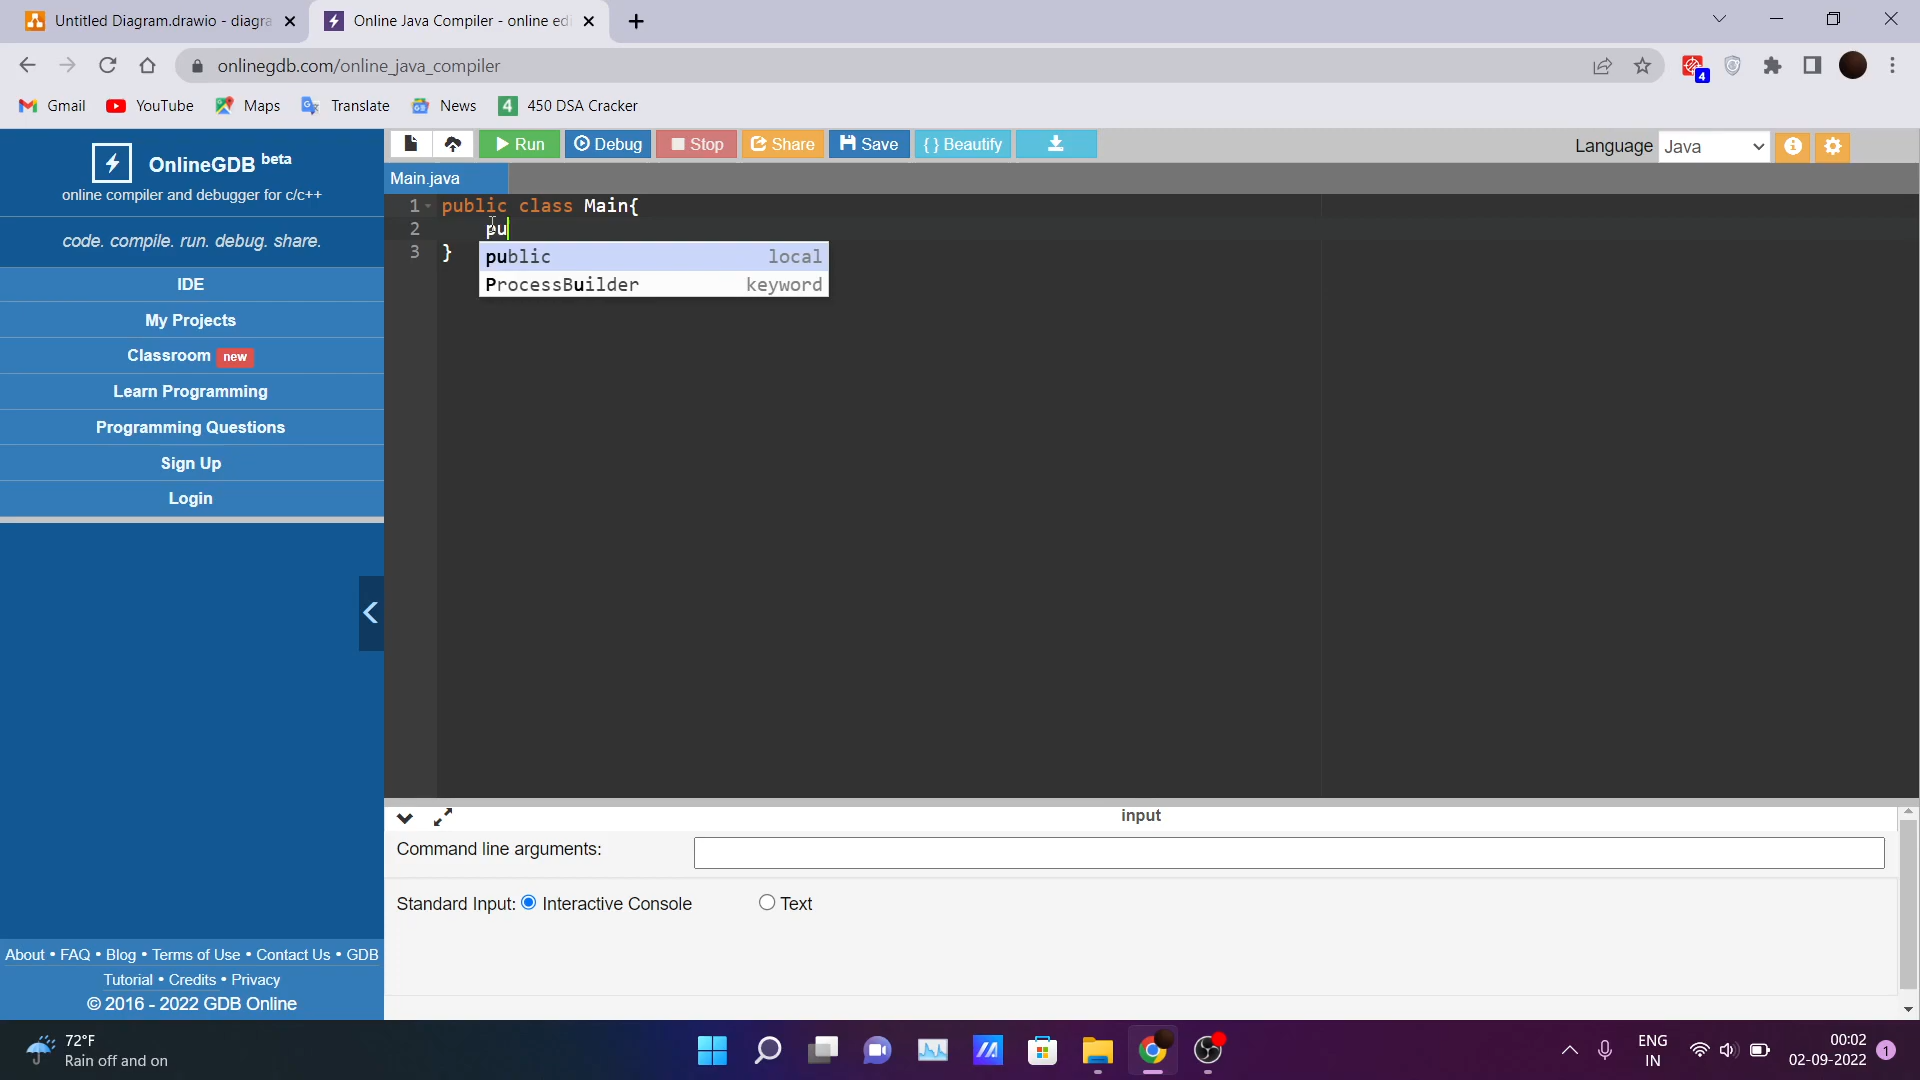 Untitled Diagram.drawio - diagra
Online Java Compiler - online edi
onlinegdb.com/online_java_compiler
4
Gmail
YouTube
Maps
Translate
News
4 450 DSA Cracker
OnlineGDB beta
online compiler and debugger for c/c++
code. compile. run. debug. share.
IDE
My Projects
Classroom new
Learn Programming
Programming Questions
Sign Up
Login
About • FAQ • Blog • Terms of Use • Contact Us • GDB
Tutorial • Credits • Privacy
© 2016 - 2022 GDB Online
Run
Debug
Stop
Share
Save
{ } Beautify
Language Java
Main.java
1 public class Main{
2 pu
3 }
public local
ProcessBuilder keyword
input
Command line arguments:
Standard Input: Interactive Console Text
72°F
Rain off and on
ENG
IN
00:02
02-09-2022
1